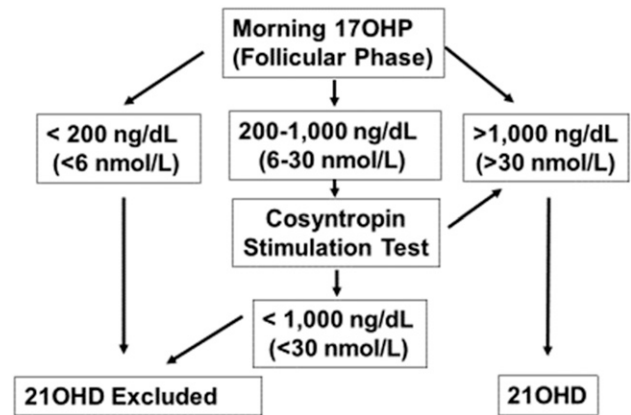 Morning 17OHP
(Follicular Phase)
< 200 ng/dL
(<6 nmol/L)
200-1,000 ng/dL
(6-30 nmol/L)
>1,000 ng/dL
(>30 nmol/L)
Cosyntropin
Stimulation Test
< 1,000 ng/dL
(<30 nmol/L)
21OHD Excluded
21OHD